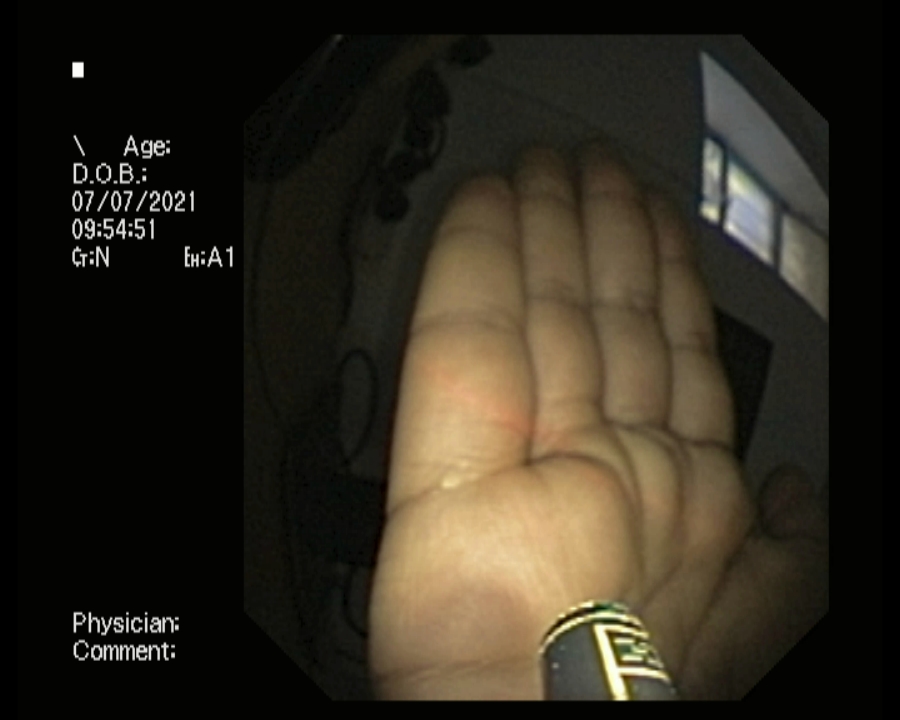 \ Age:
D.O.B.:
07/07/2021
09:54:51
Cr:N EH:A1
Physician:
Comment: